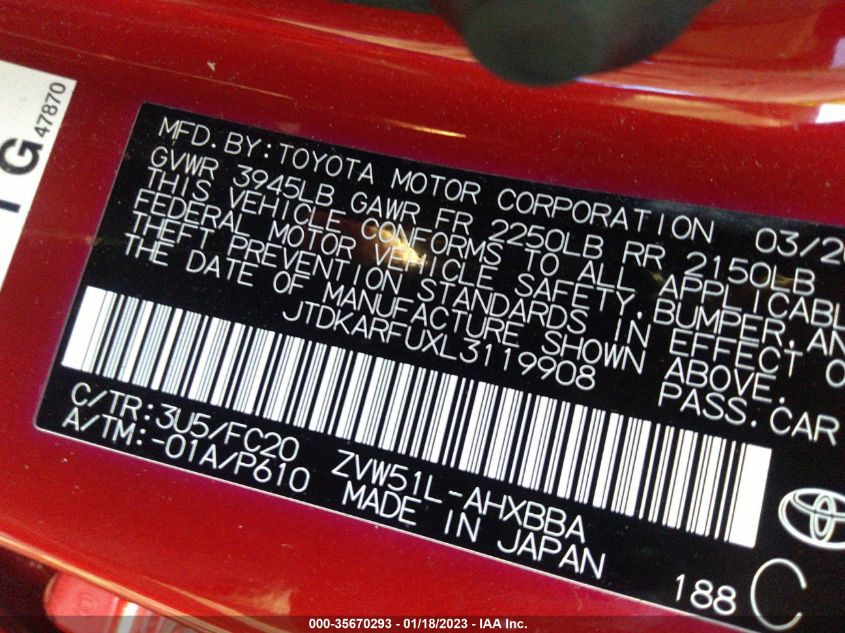 TG
47870
MFD.BY:TOYOTA MOTOR CORPORATION 03/20
GVWR 3945LB GAWR FR 2250LB RR 2150LB
THIS VEHICLE CONFORMS TO ALL APPLICABL
FEDERAL MOTOR VEHICLE SAFETY,BUMPER,AN
THEFT PREVENTION STANDARDS IN EFFECT O
THE DATE OF MANUFACTURE SHOWN ABOVE.
JTDKARFUXL3119908 PASS.CAR
C/TR:3U5/FC20 ZVW51L-AHXBBA
A/TM:-01A/P610 MADE IN JAPAN
188 C
000-35670293 - 01/18/2023 - IAA Inc.